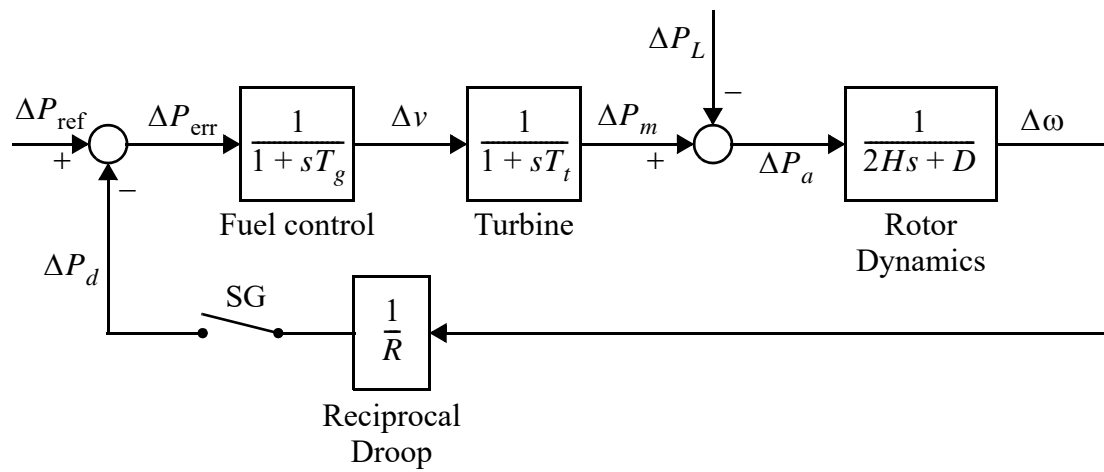 ΔP_L
−
ΔP_ref
+
−
ΔP_err
1
1 + sT_g
Fuel control
Δv
1
1 + sT_t
Turbine
ΔP_m
+
ΔP_a
1
2Hs + D
Rotor
Dynamics
Δω
ΔP_d
SG
1
R
Reciprocal
Droop